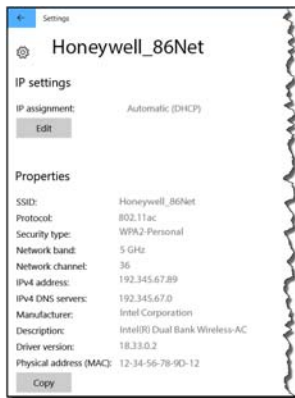 Settings
Honeywell_86Net
IP settings
IP assignment: Automatic (DHCP)
Edit
Properties
SSID: Honeywell_86Net
Protocol: 802.11ac
Security type: WPA2-Personal
Network band: 5 GHz
Network channel: 36
IPv4 address: 192.345.67.89
IPv4 DNS servers: 192.345.67.0
Manufacturer: Intel Corporation
Description: Intel(R) Dual Bank Wireless-AC
Driver version: 18.33.0.2
Physical address (MAC): 12-34-56-78-9D-12
Copy